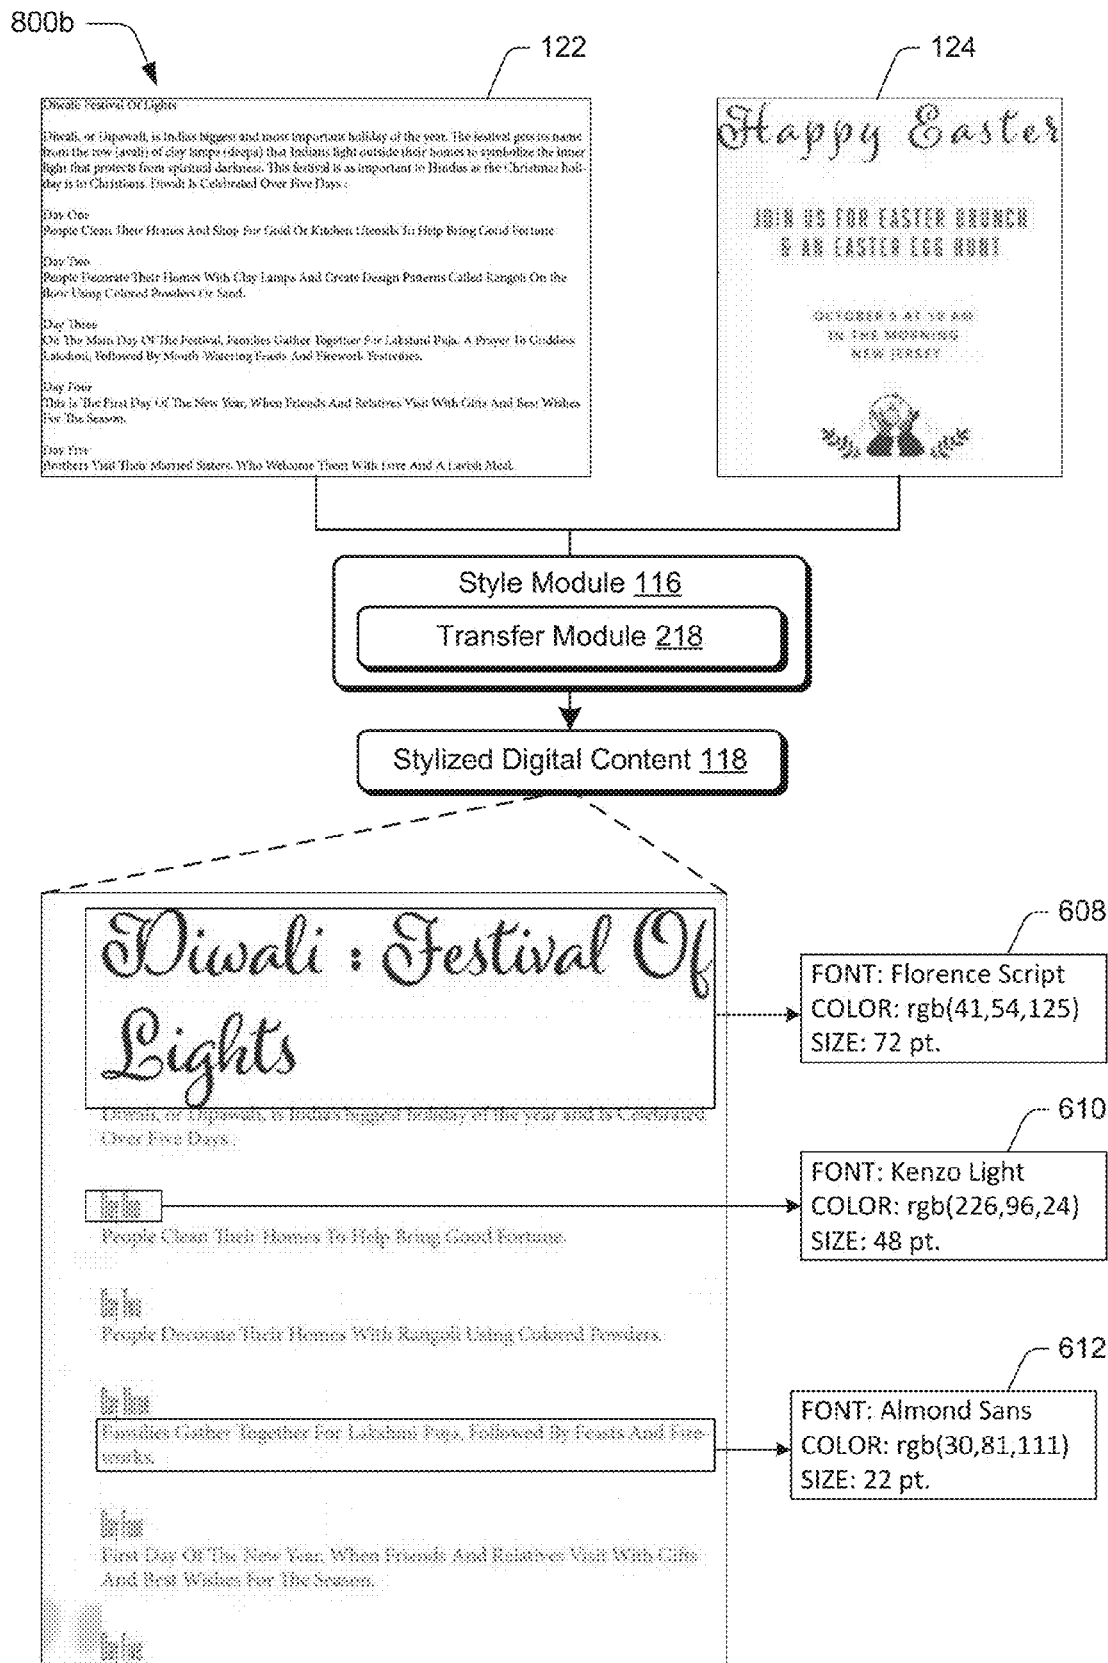 800b
122
124
Diwali Festival Of Lights
Diwali, or Dipawali, is Indias biggest and most important holiday of the year. The festival gets its name
from the row (avali) of clay lamps (deepa) that Indians light outside their homes to symbolize the inner
light that protects from spiritual darkness. This festival is as important to Hindus as the Christmas holi-
day is to Christians. Diwali Is Celebrated Over Five Days :
Day One
People Clean Their Homes And Shop For Gold Or Kitchen Utensils To Help Bring Good Fortune
Day Two
People Decorate Their Homes With Clay Lamps And Create Design Patterns Called Rangoli On the
floor Using Colored Powders Or Sand.
Day Three
On The Main Day Of The Festival, Families Gather Together For Lakshmi Puja, A Prayer To Goddess
Lakshmi, Followed By Mouth-Watering Feasts And Firework Festivities.
Day Four
This Is The First Day Of The New Year, When Friends And Relatives Visit With Gifts And Best Wishes
For The Season.
Day Five
Brothers Visit Their Married Sisters, Who Welcome Them With Love And A Lavish Meal.
Happy Easter
JOIN US FOR EASTER BRUNCH
& AN EASTER EGG HUNT
OCTOBER 5 AT 10 AM
IN THE MORNING
NEW JERSEY
Style Module 116
Transfer Module 218
Stylized Digital Content 118
Diwali : Festival Of
Lights
Diwali, or Dipawali, is Indias biggest holiday of the year and Is Celebrated
Over Five Days :
People Clean Their Homes To Help Bring Good Fortune.
People Decorate Their Homes With Rangoli Using Colored Powders.
Families Gather Together For Lakshmi Puja, Followed By Feasts And Fire-
works.
First Day Of The New Year, When Friends And Relatives Visit With Gifts
And Best Wishes For The Season.
608
FONT: Florence Script
COLOR: rgb(41,54,125)
SIZE: 72 pt.
610
FONT: Kenzo Light
COLOR: rgb(226,96,24)
SIZE: 48 pt.
612
FONT: Almond Sans
COLOR: rgb(30,81,111)
SIZE: 22 pt.